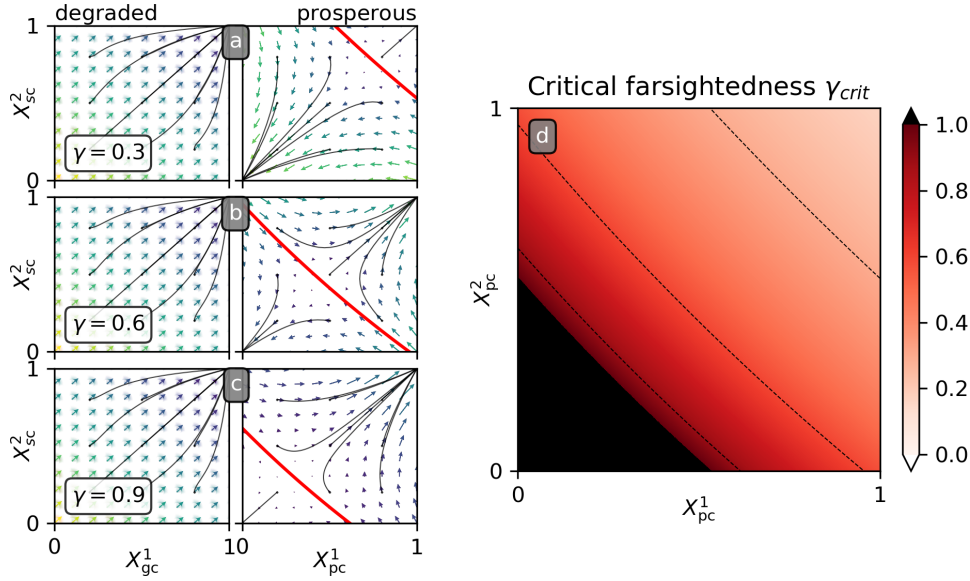 degraded prosperous
1
X²sc
a
γ = 0.3
0
1
X²sc
b
γ = 0.6
0
1
X²sc
c
γ = 0.9
0
0 1 0 1
X¹gc X¹pc
Critical farsightedness γcrit
1
d
X²pc
0
0 1
X¹pc
1.0
0.8
0.6
0.4
0.2
0.0